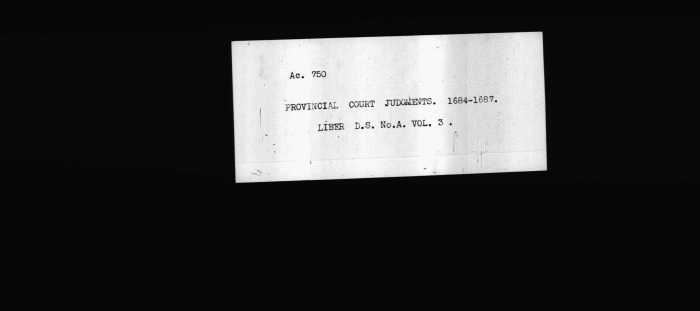 Ac. 750
PROVINCIAL COURT JUDGMENTS. 1684-1687.
LIBER D.S. No.A. VOL. 3 .